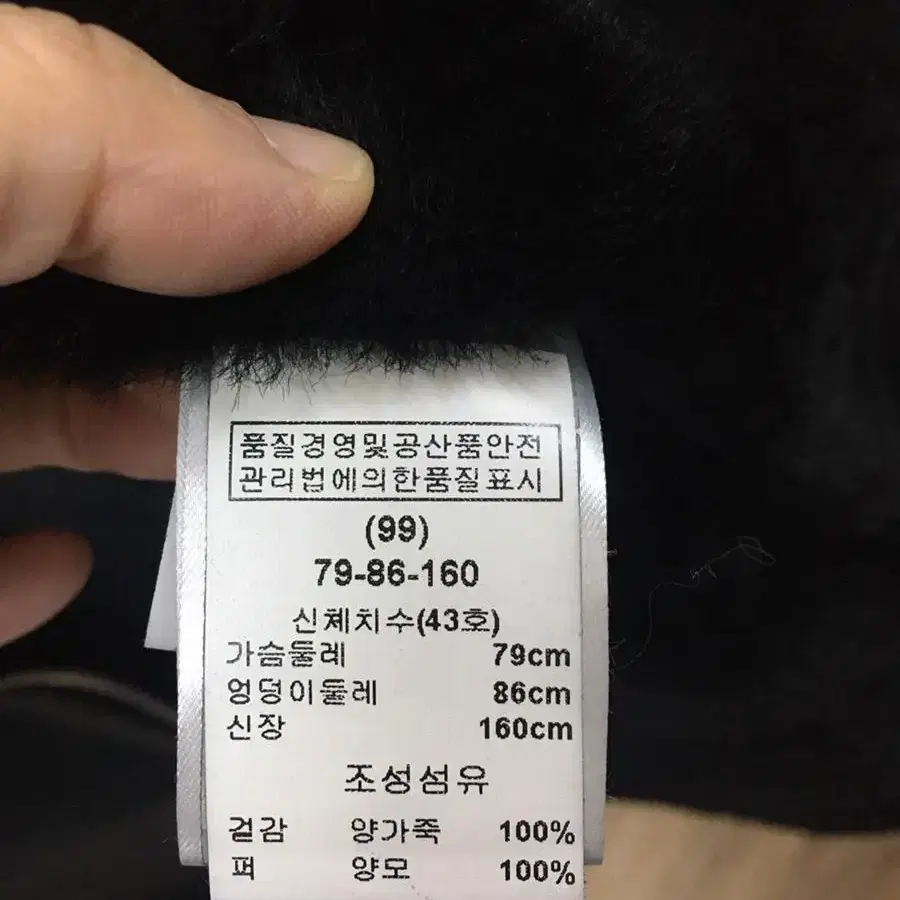 품질경영및공산품안전
관리법에의한품질표시
(99)
79-86-160
신체치수(43호)
가슴둘레 79cm
엉덩이둘레 86cm
신장 160cm
조성섬유
겉감 양가죽 100%
퍼 양모 100%